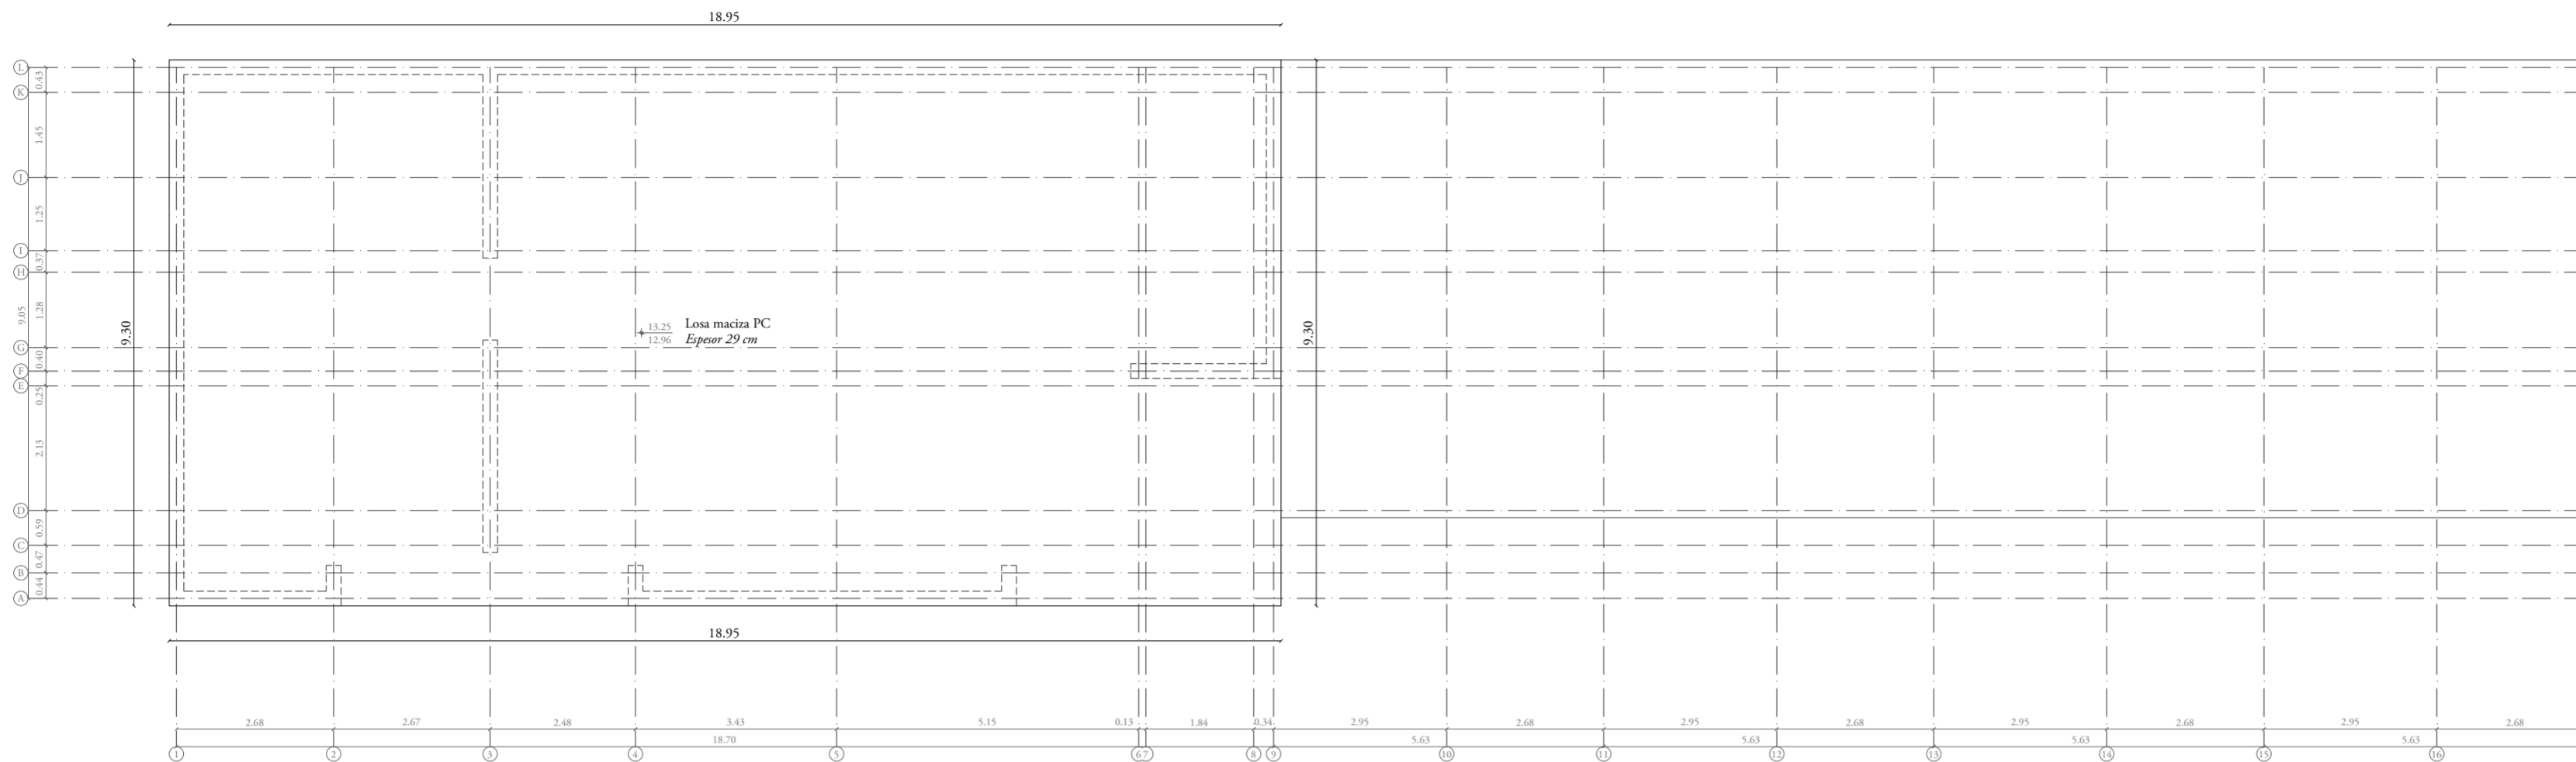 18.95
L
0.43
K
1.45
J
1.25
I
0.37
H
9.05
1.28
9.30
13.25
12.96
Losa maciza PC
Espesor 29 cm
9.30
G
0.40
F
E
0.25
2.13
D
0.59
C
0.47
B
0.44
A
18.95
2.68 2.67 2.48 3.43 5.15 0.13 1.84 0.34 2.95 2.68 2.95 2.68 2.95 2.68 2.95 2.68
18.70 5.63 5.63 5.63 5.63
1 2 3 4 5 6 7 8 9 10 11 12 13 14 15 16